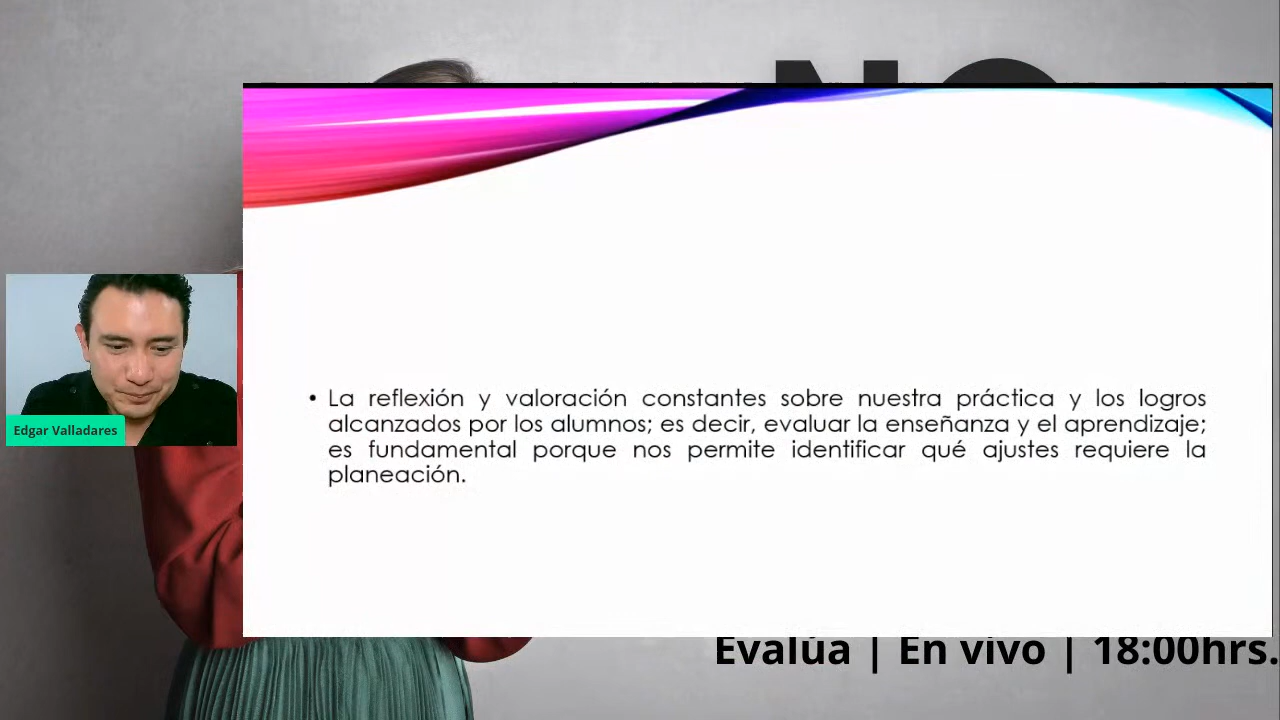 Edgar Valladares
• La reflexión y valoración constantes sobre nuestra práctica y los logros
alcanzados por los alumnos; es decir, evaluar la enseñanza y el aprendizaje;
es fundamental porque nos permite identificar qué ajustes requiere la
planeación.
Evalúa | En vivo | 18:00hrs.